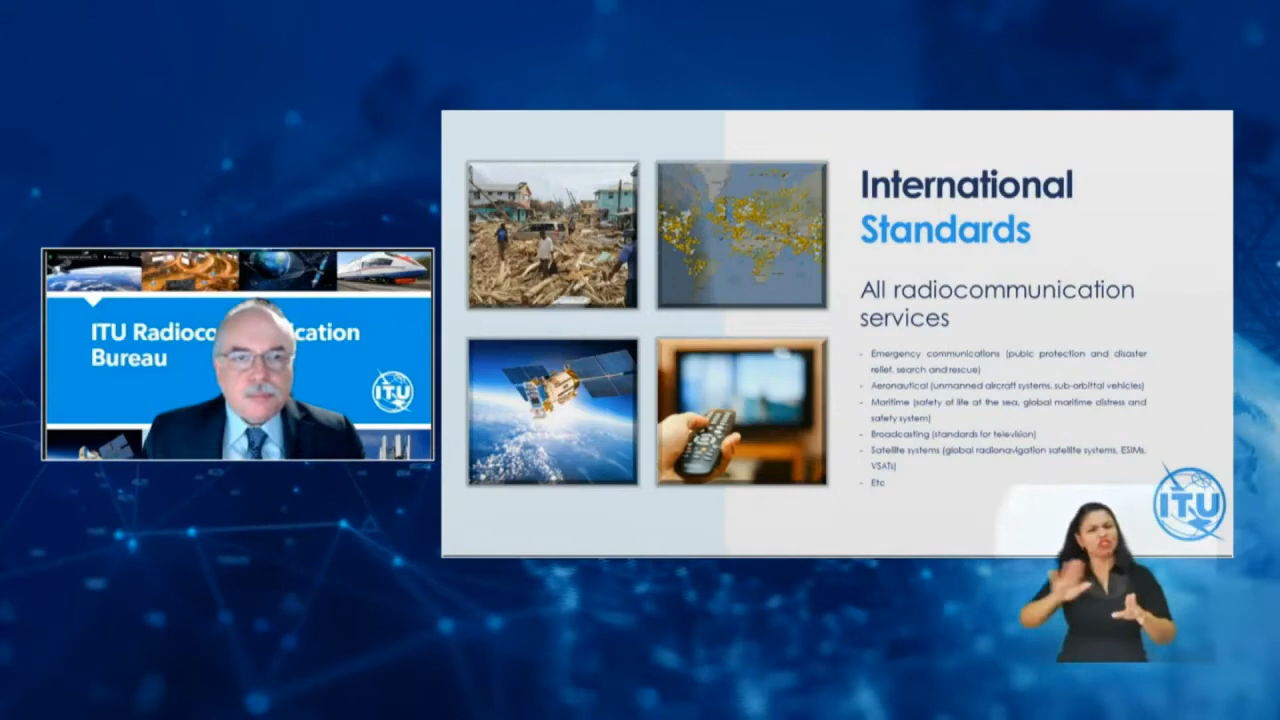 ITU Radioco cation
Bureau
ITU
International
Standards
All radiocommunication
services
- Emergency communications (pubic protection and disaster
relief, search and rescue)
- Aeronautical (unmanned aircraft systems, sub-orbital vehicles)
- Maritime (safety of life at the sea, global maritime distress and
safety system)
- Broadcasting (standards for television)
- Satellite systems (global radionavigation satellite systems, ESIMs,
VSATs)
- Etc
ITU